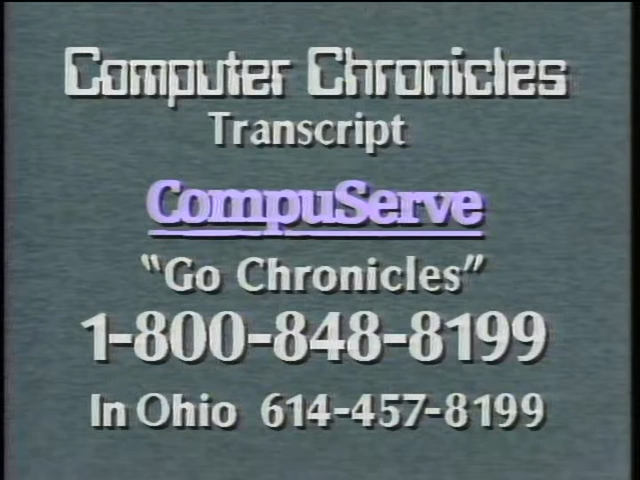 Computer Chronicles
Transcript
CompuServe
“Go Chronicles”
1-800-848-8199
In Ohio 614-457-8199